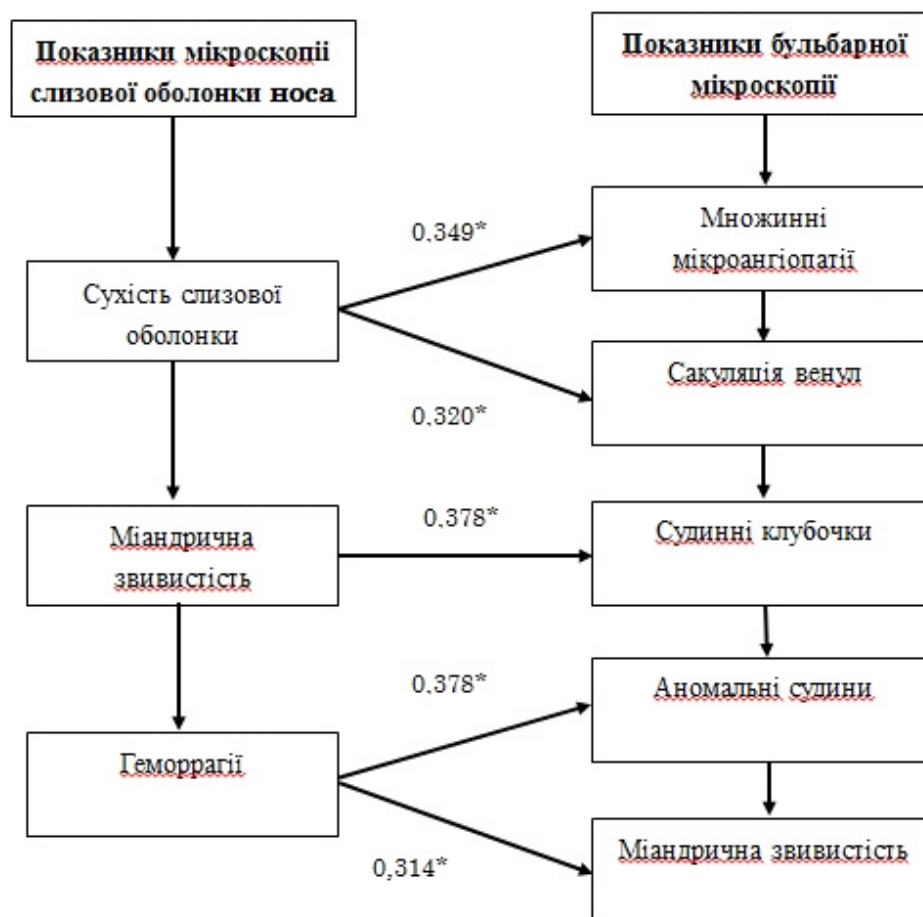 Показники мікроскопії
слизової оболонки носа
Показники бульбарної
мікроскопії
0,349*
Множинні
мікроангіопатії
Сухість слизової
оболонки
0,320*
Сакуляція венул
Міандрична
звивистість
0,378*
Судинні клубочки
0,378*
Аномальні судини
Геморрагії
0,314*
Міандрична звивистість